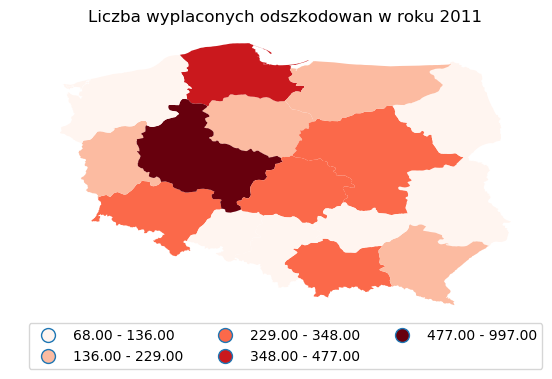 Liczba wyplaconych odszkodowan w roku 2011
68.00 - 136.00
136.00 - 229.00
229.00 - 348.00
348.00 - 477.00
477.00 - 997.00